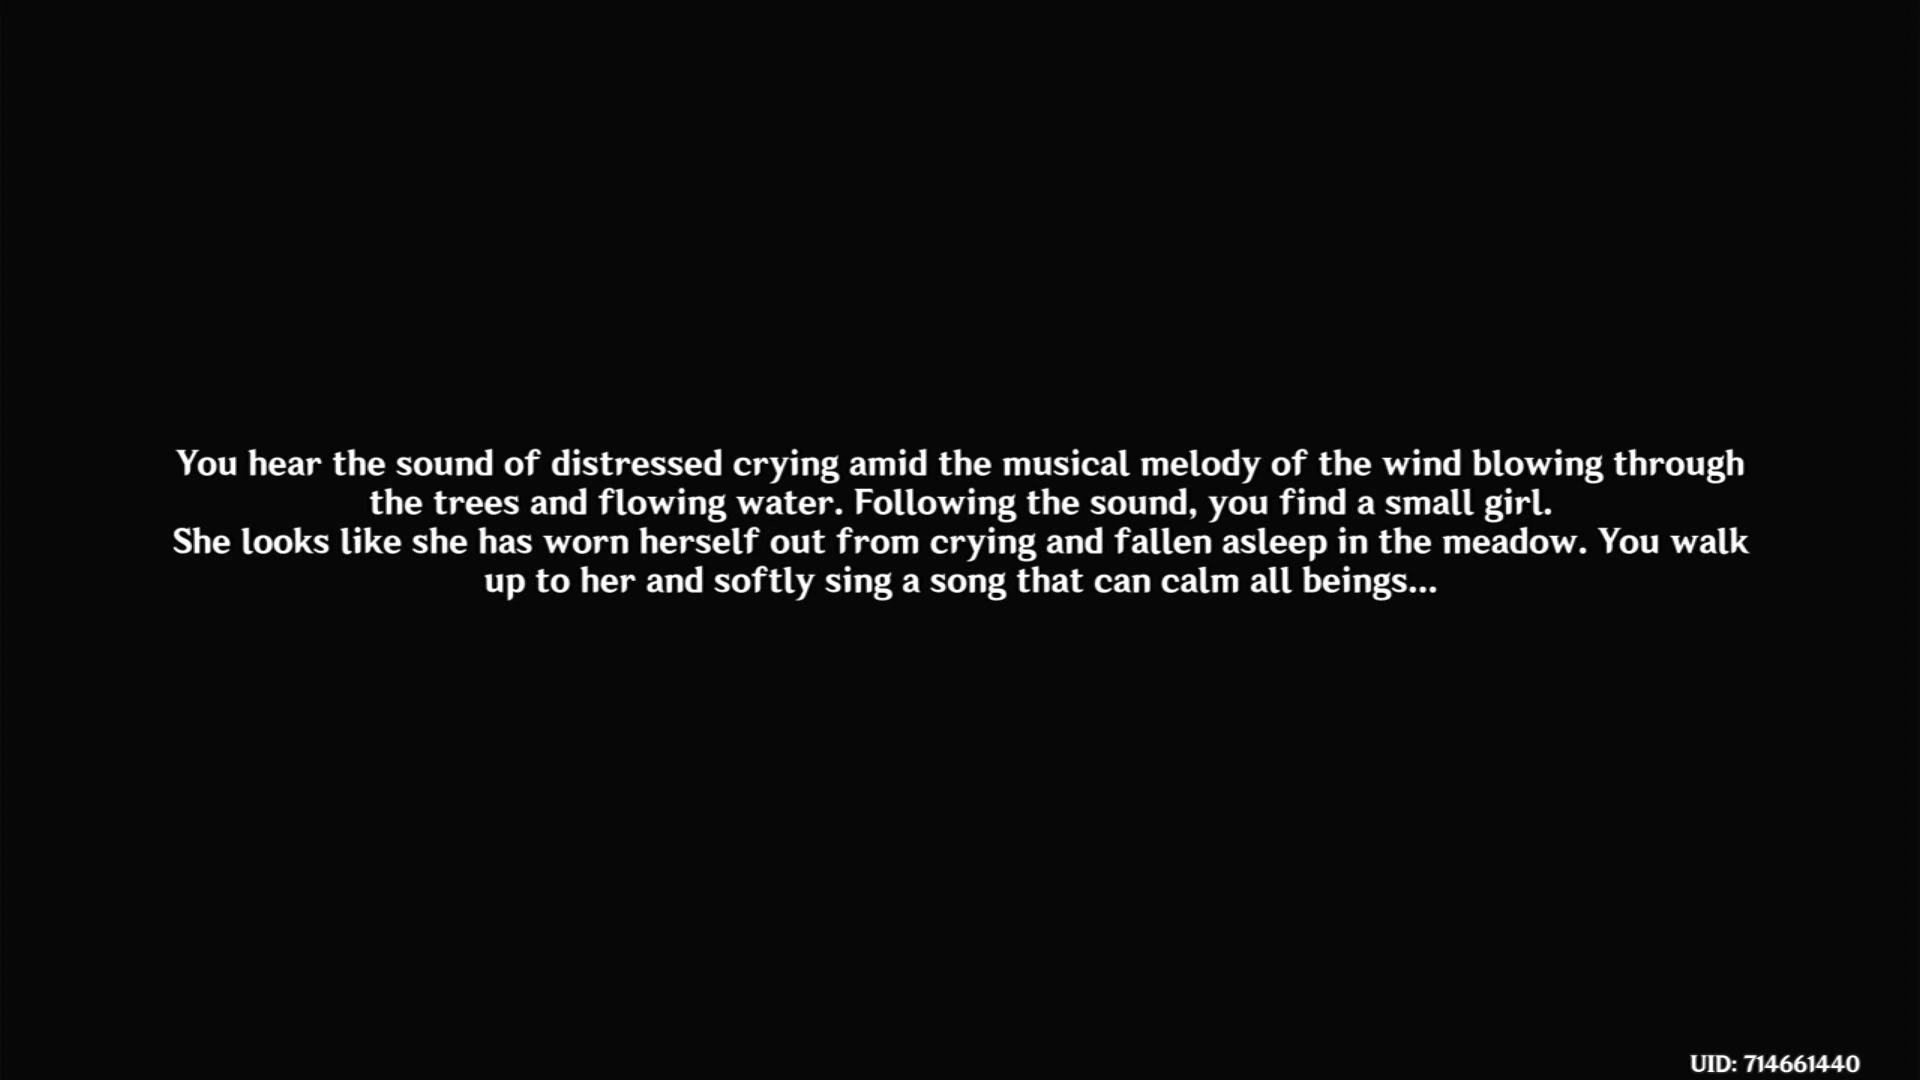 You hear the sound of distressed crying amid the musical melody of the wind blowing through
the trees and flowing water. Following the sound, you find a small girl.
She looks like she has worn herself out from crying and fallen asleep in the meadow. You walk
up to her and softly sing a song that can calm all beings...
UID: 714661440